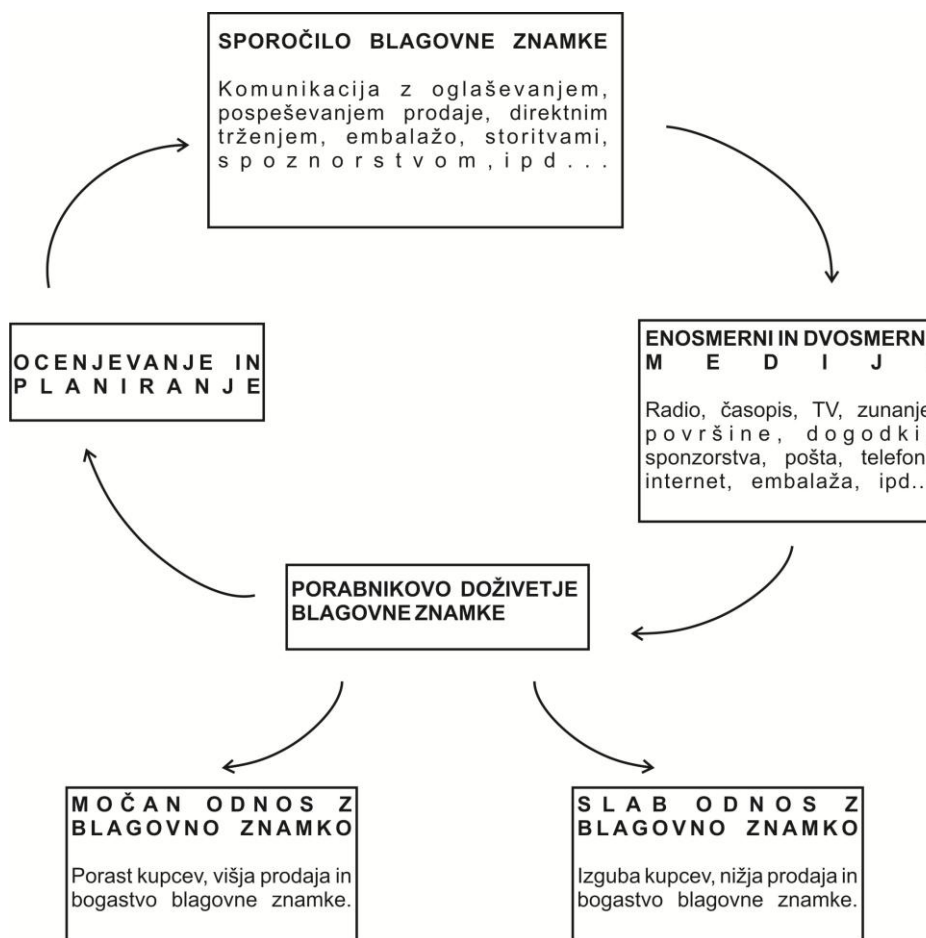 SPOROČILO BLAGOVNE ZNAMKE
Komunikacija z oglaševanjem,
pospeševanjem prodaje, direktnim
trženjem, embalažo, storitvami,
spoznorstvom, ipd...
OCENJEVANJE IN
PLANIRANJE
ENOSMERNI IN DVOSMERN
MEDIJ
Radio, časopis, TV, zunanje
površine, dogodki
sponzorstva, pošta, telefon
internet, embalaža, ipd..
PORABNIKOVO DOŽIVETJE
BLAGOVNE ZNAMKE
MOČAN ODNOS Z
BLAGOVNO ZNAMKO
Porast kupcev, višja prodaja in
bogastvo blagovne znamke.
SLAB ODNOS Z
BLAGOVNO ZNAMKO
Izguba kupcev, nižja prodaja in
bogastvo blagovne znamke.